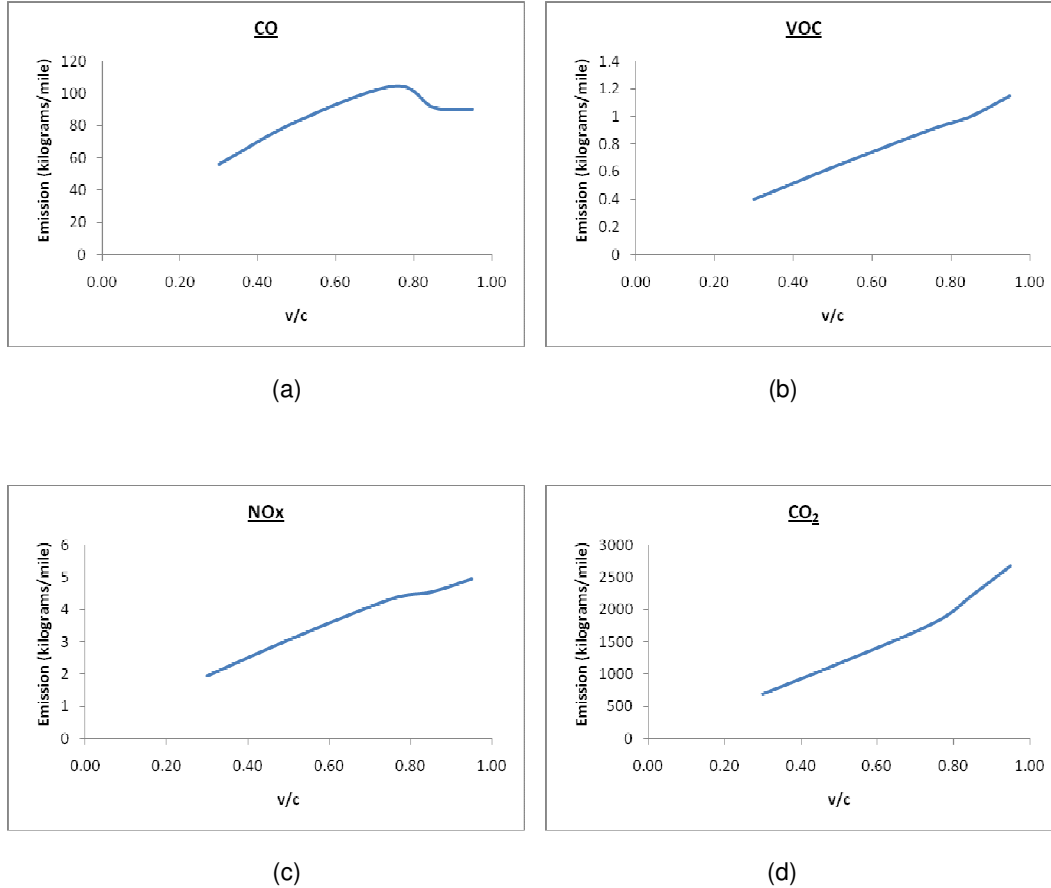 CO
Emission (kilograms/mile)
120
100
80
60
40
20
0
0.00 0.20 0.40 0.60 0.80 1.00
v/c
(a)
VOC
Emission (kilograms/mile)
1.4
1.2
1
0.8
0.6
0.4
0.2
0
0.00 0.20 0.40 0.60 0.80 1.00
v/c
(b)
NOx
Emission (kilograms/mile)
6
5
4
3
2
1
0
0.00 0.20 0.40 0.60 0.80 1.00
v/c
(c)
CO₂
Emission (kilograms/mile)
3000
2500
2000
1500
1000
500
0
0.00 0.20 0.40 0.60 0.80 1.00
v/c
(d)